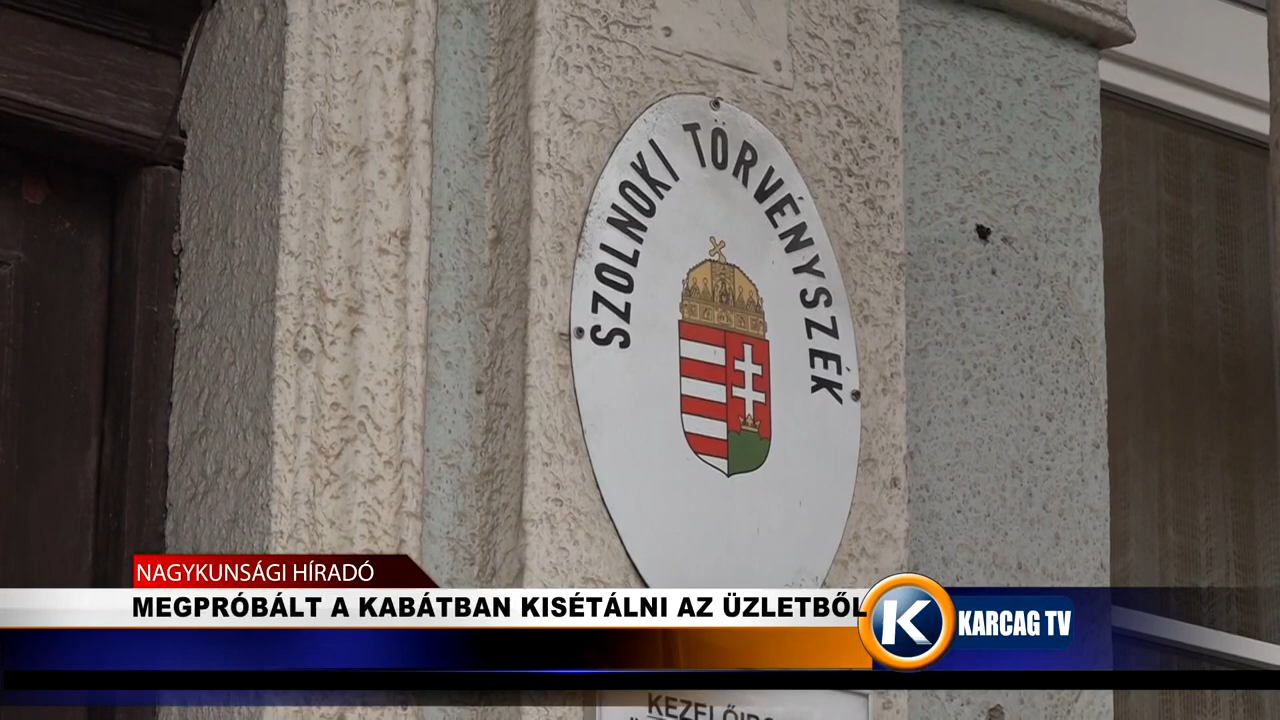 SZOLNOKI TÖRVÉNYSZÉK
NAGYKUNSÁGI HÍRADÓ
MEGPRÓBÁLT A KABÁTBAN KISÉTÁLNI AZ ÜZLETBŐL
K KARCAG TV